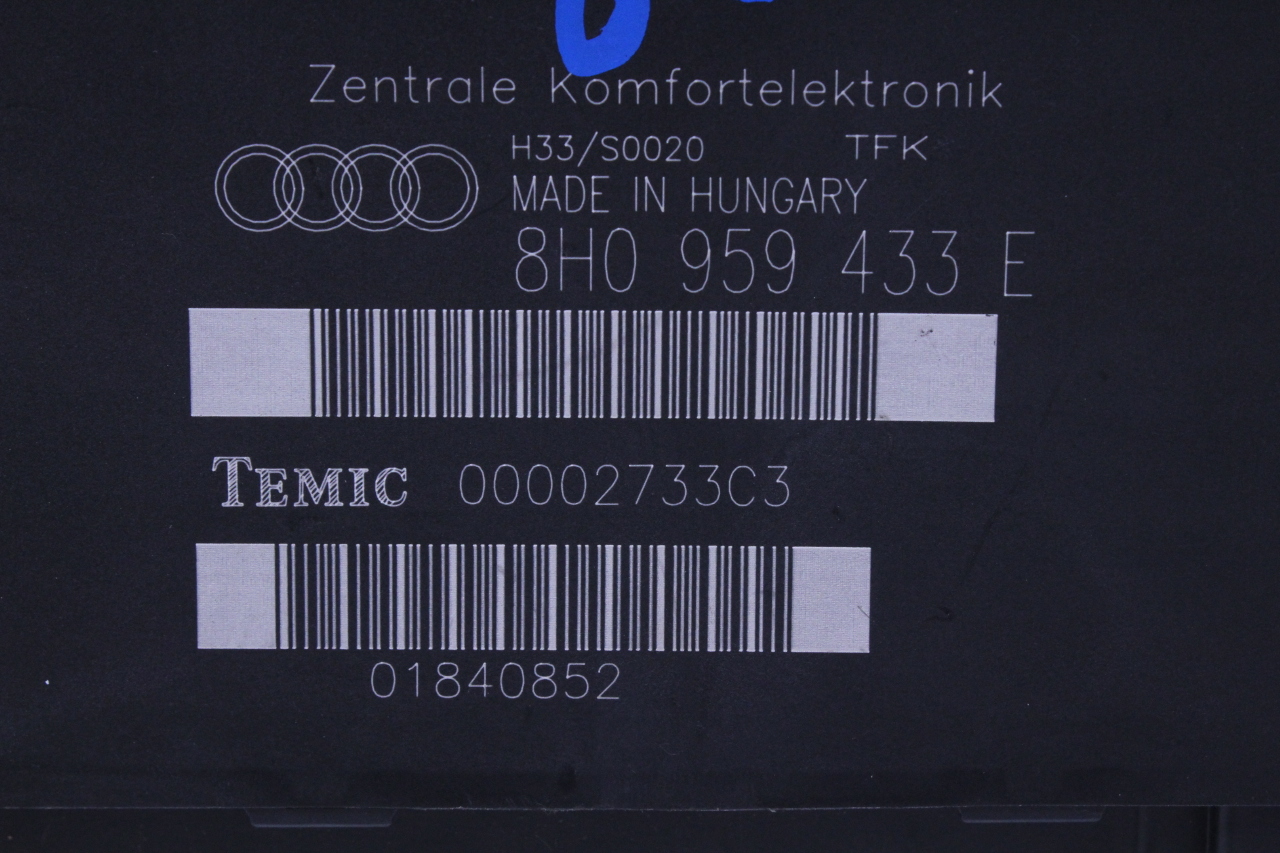 Zentrale Komfortelektronik
H33/S0020 TFK
MADE IN HUNGARY
8H0 959 433 E
TEMIC 00002733C3
01840852